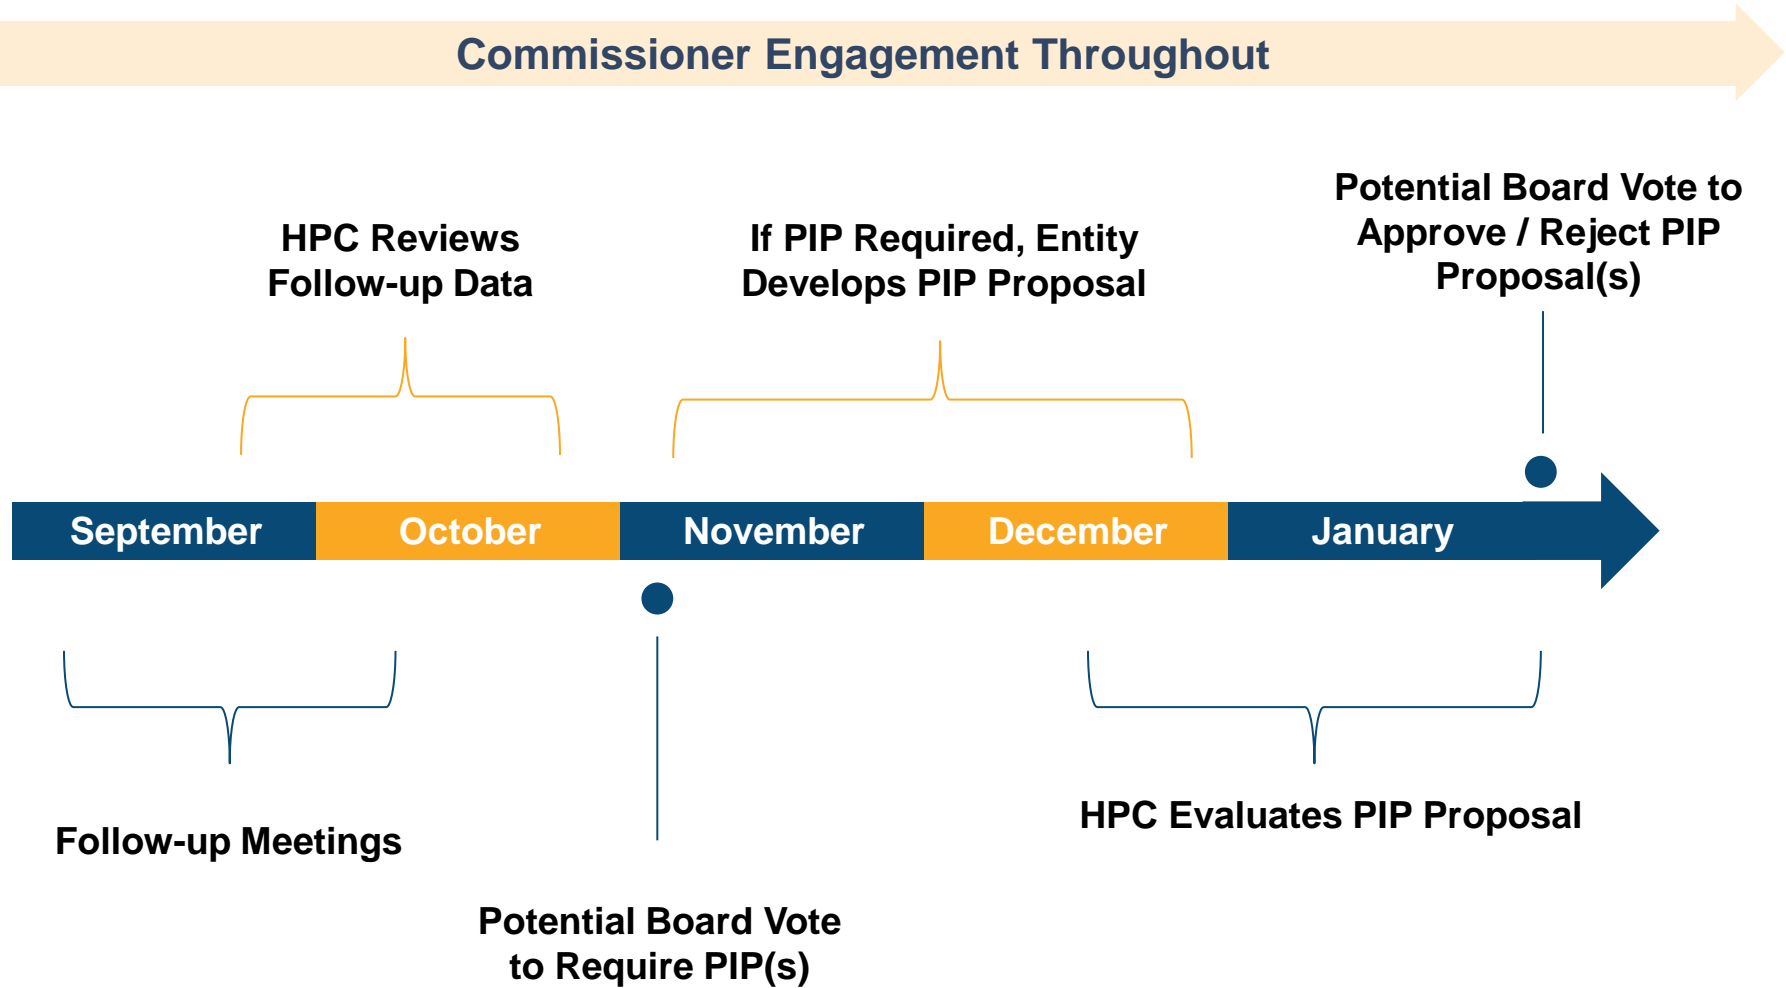 Commissioner Engagement Throughout
HPC Reviews
Follow-up Data
If PIP Required, Entity
Develops PIP Proposal
Potential Board Vote to
Approve / Reject PIP
Proposal(s)
September
October
November
December
January
Follow-up Meetings
Potential Board Vote
to Require PIP(s)
HPC Evaluates PIP Proposal